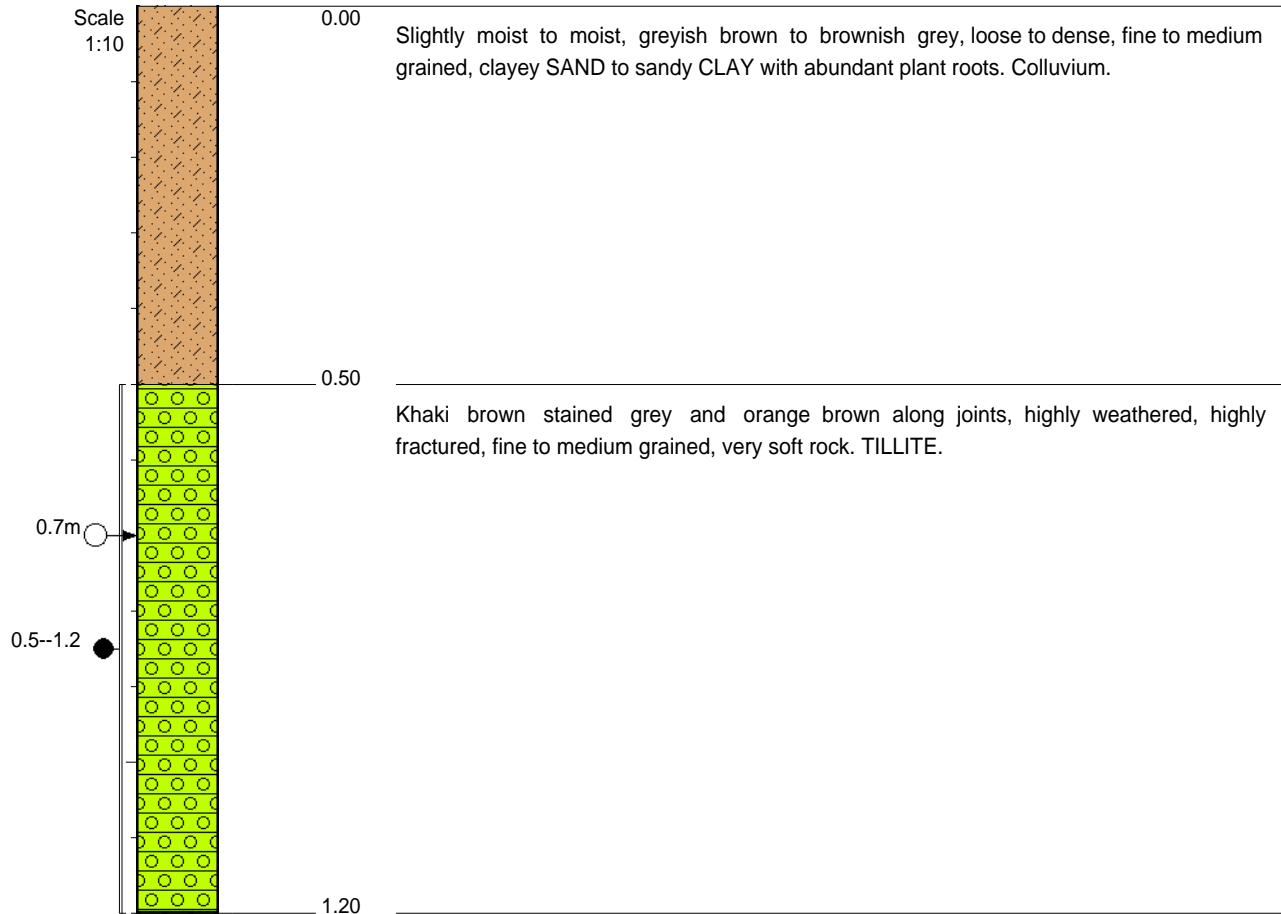 Scale
1:10
0.00
Slightly moist to moist, greyish brown to brownish grey, loose to dense, fine to medium
grained, clayey SAND to sandy CLAY with abundant plant roots. Colluvium.
0.50
Khaki brown stained grey and orange brown along joints, highly weathered, highly
fractured, fine to medium grained, very soft rock. TILLITE.
0.7m
0.5--1.2
1.20